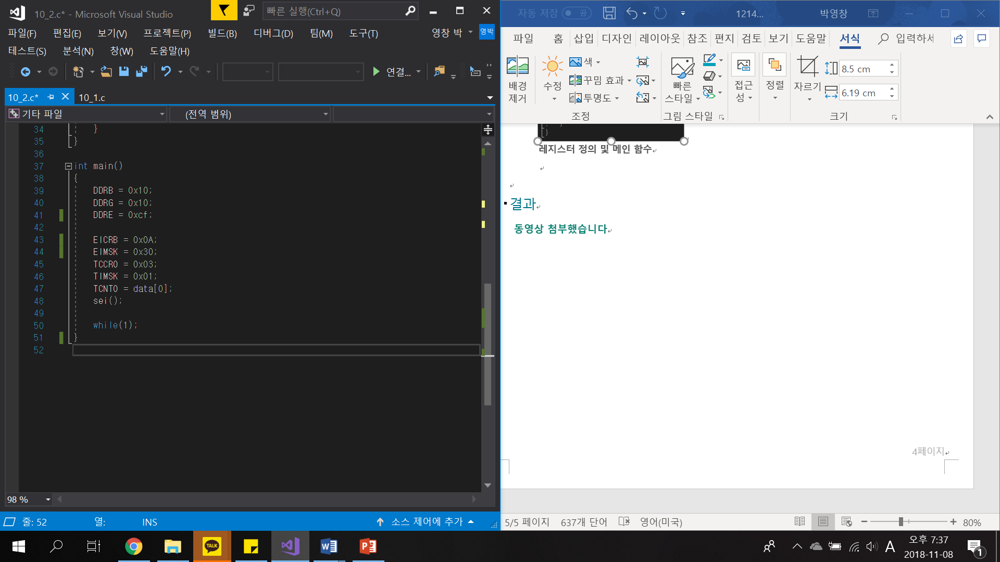 10_2.c* - Microsoft Visual Studio
빠른 실행(Ctrl+Q)
파일(F) 편집(E) 보기(V) 프로젝트(P) 빌드(B) 디버그(D) 팀(M) 도구(T) 영창 박 영박
테스트(S) 분석(N) 창(W) 도움말(H)
연결...
10_2.c* 10_1.c
기타 파일 (전역 범위)
34 }
35 }
36
37 int main()
38 {
39 DDRB = 0x10;
40 DDRG = 0x10;
41 DDRE = 0xcf;
42
43 EICRB = 0x0A;
44 EIMSK = 0x30;
45 TCCR0 = 0x03;
46 TIMSK = 0x01;
47 TCNT0 = data[0];
48 sei();
49
50 while(1);
51 }
52
98 %
줄: 52 열: INS 소스 제어에 추가
자동 저장 끔 1214... 박영창
파일 홈 삽입 디자인 레이아웃 참조 편지 검토 보기 도움말 서식 입력하세
배경 제거
수정
색
꾸밈 효과
투명도
조정
빠른 스타일
그림 스타일
접근성
정렬
자르기
8.5 cm
6.19 cm
크기
}
레지스터 정의 및 메인 함수
결과
동영상 첨부했습니다
4페이지
5/5 페이지 637개 단어 영어(미국) 80%
TALK
A
오후 7:37
2018-11-08
1